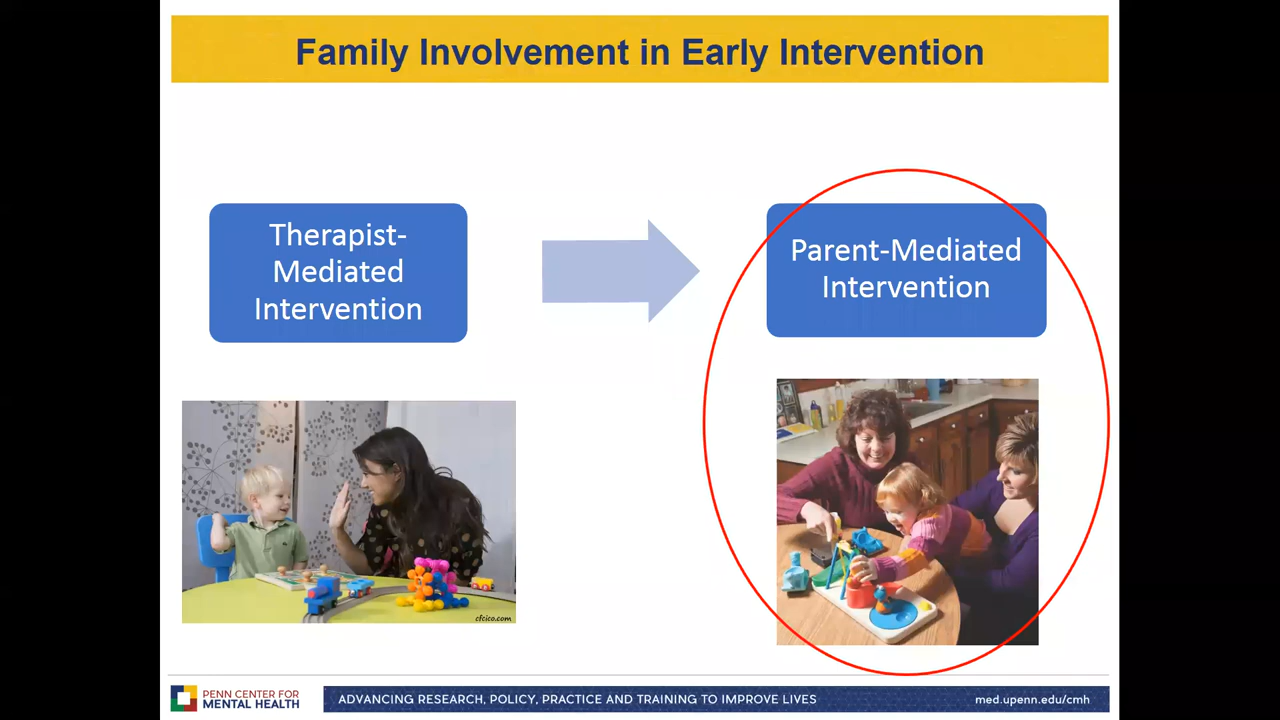 Family Involvement in Early Intervention
Therapist-
Mediated
Intervention
Parent-Mediated
Intervention
cfcico.com
PENN CENTER FOR
MENTAL HEALTH
ADVANCING RESEARCH, POLICY, PRACTICE AND TRAINING TO IMPROVE LIVES
med.upenn.edu/cmh